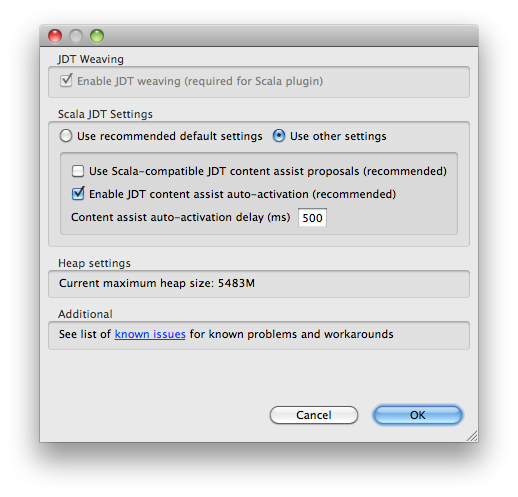 JDT Weaving
Enable JDT weaving (required for Scala plugin)
Scala JDT Settings
Use recommended default settings Use other settings
Use Scala-compatible JDT content assist proposals (recommended)
Enable JDT content assist auto-activation (recommended)
Content assist auto-activation delay (ms) 500
Heap settings
Current maximum heap size: 5483M
Additional
See list of known issues for known problems and workarounds
Cancel OK